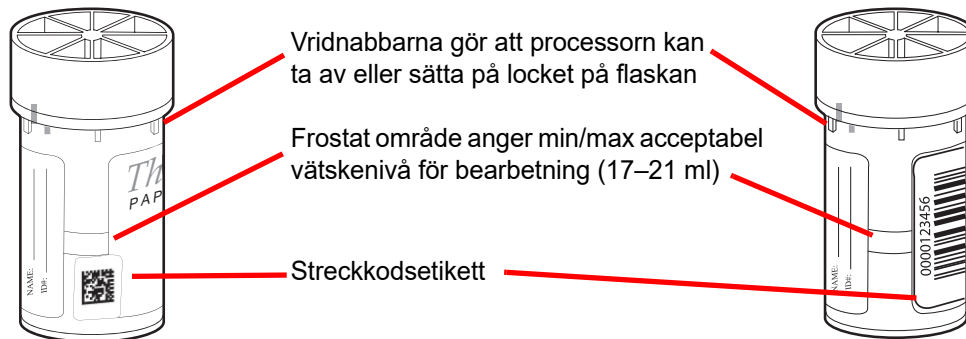 Vridnabbarna gör att processorn kan
ta av eller sätta på locket på flaskan
Frostat område anger min/max acceptabel
vätskenivå för bearbetning (17–21 ml)
Streckkodsetikett
Th
PAP
NAME:
ID#:
NAME:
ID#:
0000123456